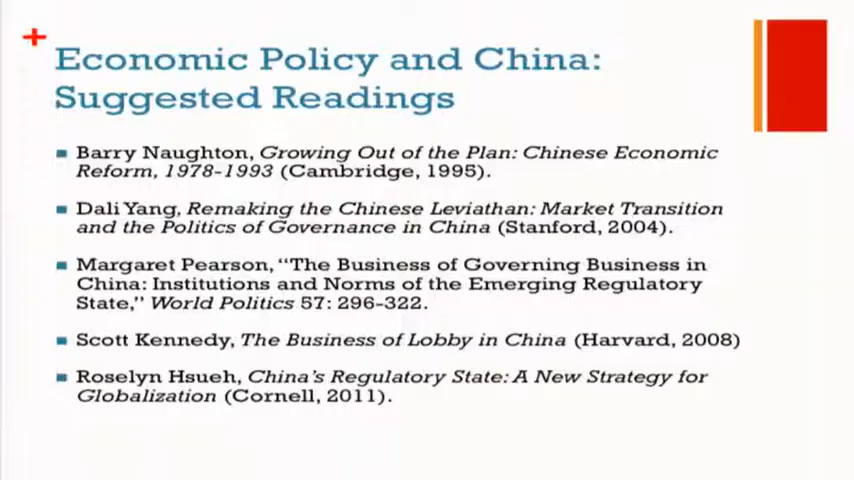 Economic Policy and China:
Suggested Readings
Barry Naughton, Growing Out of the Plan: Chinese Economic
Reform, 1978-1993 (Cambridge, 1995).
Dali Yang, Remaking the Chinese Leviathan: Market Transition
and the Politics of Governance in China (Stanford, 2004).
Margaret Pearson, “The Business of Governing Business in
China: Institutions and Norms of the Emerging Regulatory
State,” World Politics 57: 296-322.
Scott Kennedy, The Business of Lobby in China (Harvard, 2008)
Roselyn Hsueh, China’s Regulatory State: A New Strategy for
Globalization (Cornell, 2011).